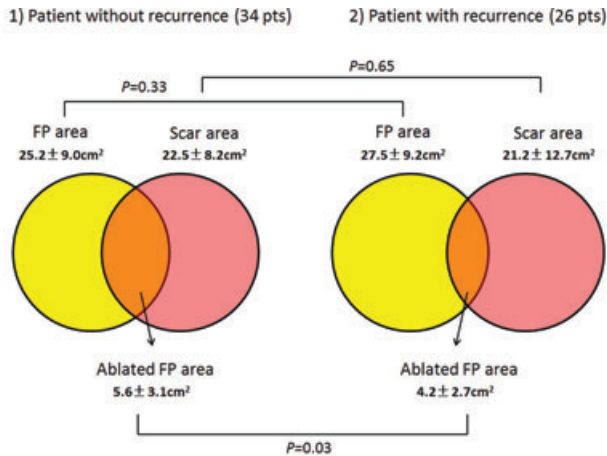 1) Patient without recurrence (34 pts) 2) Patient with recurrence (26 pts)
P=0.65
P=0.33
FP area Scar area FP area Scar area
25.2±9.0cm² 22.5±8.2cm² 27.5±9.2cm² 21.2±12.7cm²
Ablated FP area Ablated FP area
5.6±3.1cm² 4.2±2.7cm²
P=0.03